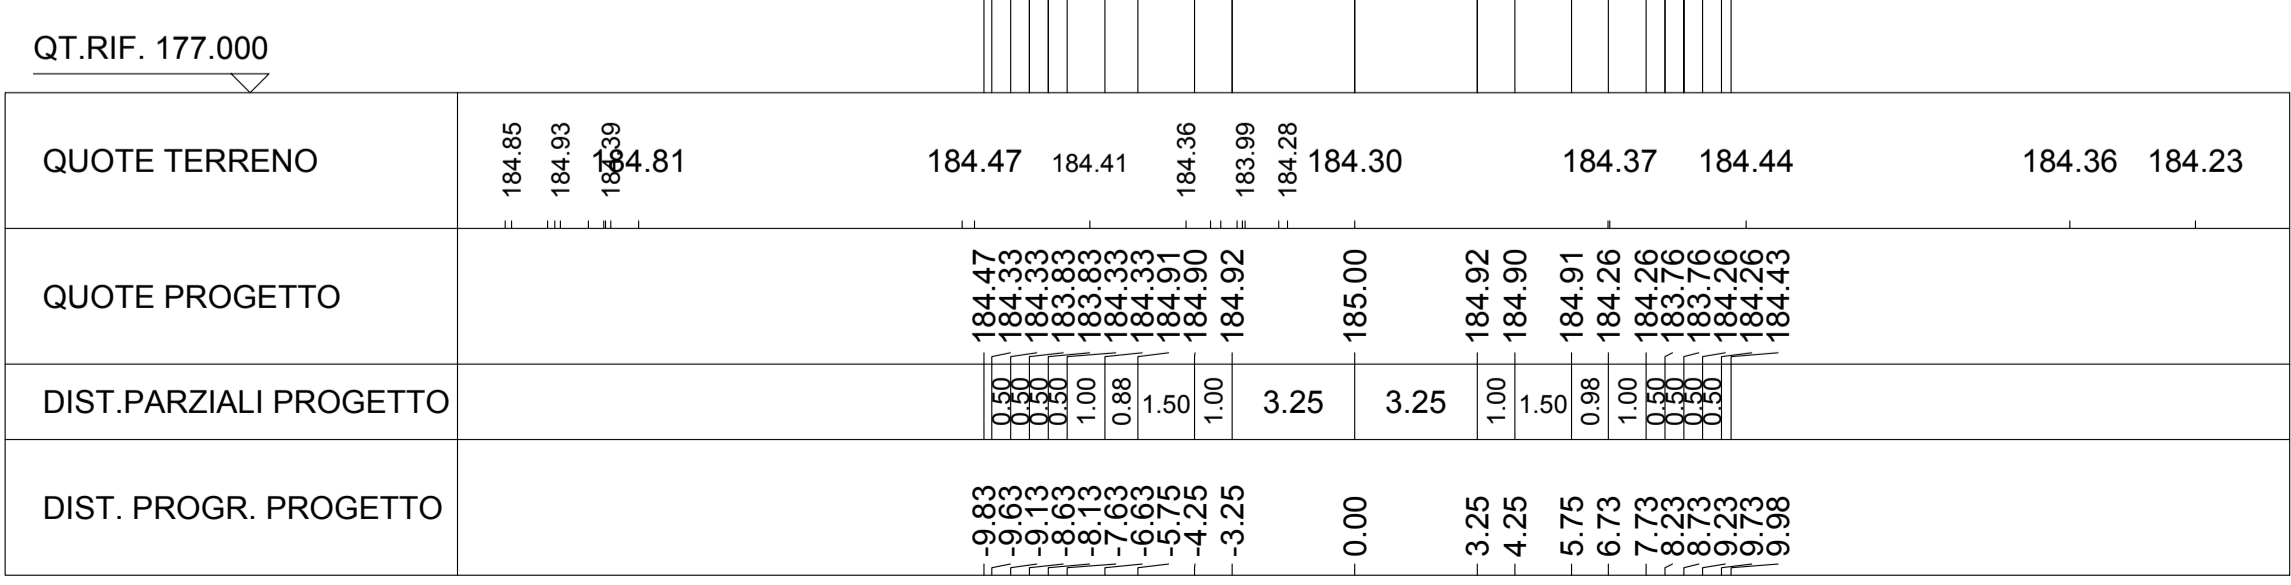 QT.RIF. 177.000
QUOTE TERRENO 184.85 184.93 184.39 184.81 184.47 184.41 184.36 183.99 184.28 184.30 184.37 184.44 184.36 184.23
QUOTE PROGETTO 184.47 184.33 184.33 183.83 183.83 184.33 184.33 184.91 184.90 184.92 185.00 184.92 184.90 184.91 184.26 184.26 183.76 183.76 184.26 184.26 184.43
DIST.PARZIALI PROGETTO 0.50 0.50 0.50 0.50 1.00 0.88 1.50 1.00 3.25 3.25 1.00 1.50 0.98 1.00 0.50 0.50 0.50 0.50
DIST. PROGR. PROGETTO -9.83 -9.63 -9.13 -8.63 -8.13 -7.63 -6.63 -5.75 -4.25 -3.25 0.00 3.25 4.25 5.75 6.73 7.73 8.23 8.73 9.23 9.73 9.98